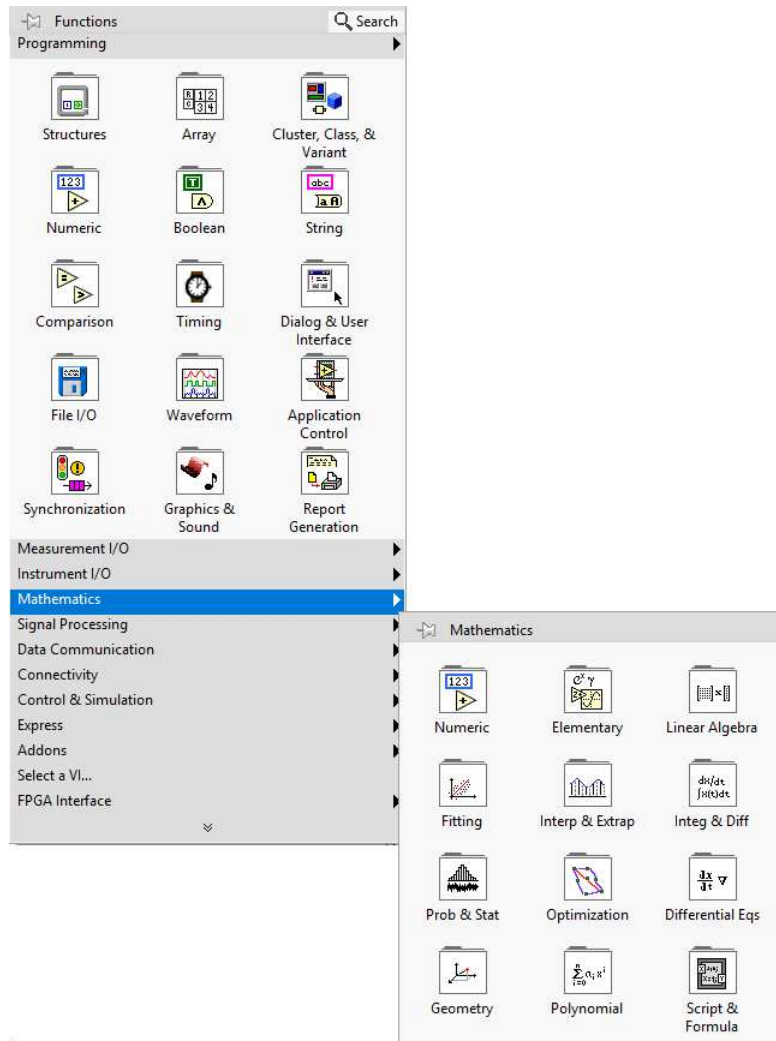 Functions
Search
Programming
Structures
Array
Cluster, Class, &
Variant
Numeric
Boolean
String
Comparison
Timing
Dialog & User
Interface
File I/O
Waveform
Application
Control
Synchronization
Graphics &
Sound
Report
Generation
Measurement I/O
Instrument I/O
Mathematics
Signal Processing
Data Communication
Connectivity
Control & Simulation
Express
Addons
Select a VI...
FPGA Interface
Mathematics
Numeric
Elementary
Linear Algebra
Fitting
Interp & Extrap
Integ & Diff
Prob & Stat
Optimization
Differential Eqs
Geometry
Polynomial
Script &
Formula